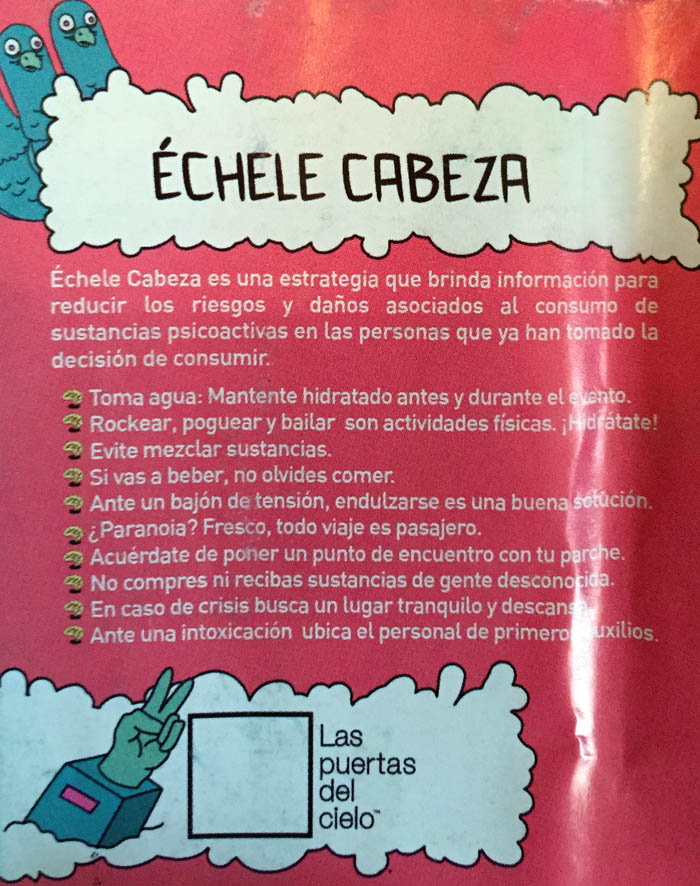 ÉCHELE CABEZA
Échele Cabeza es una estrategia que brinda información para
reducir los riesgos y daños asociados al consumo de
sustancias psicoactivas en las personas que ya han tomado la
decisión de consumir.
Toma agua: Mantente hidratado antes y durante el evento.
Rockear, poguear y bailar son actividades físicas. ¡Hidrátate!
Evite mezclar sustancias.
Si vas a beber, no olvides comer.
Ante un bajón de tensión, endulzarse es una buena solución.
¿Paranoia? Fresco, todo viaje es pasajero.
Acuérdate de poner un punto de encuentro con tu parche.
No compres ni recibas sustancias de gente desconocida.
En caso de crisis busca un lugar tranquilo y descansa.
Ante una intoxicación ubica el personal de primeros auxilios.
Las
puertas
del
cielo™